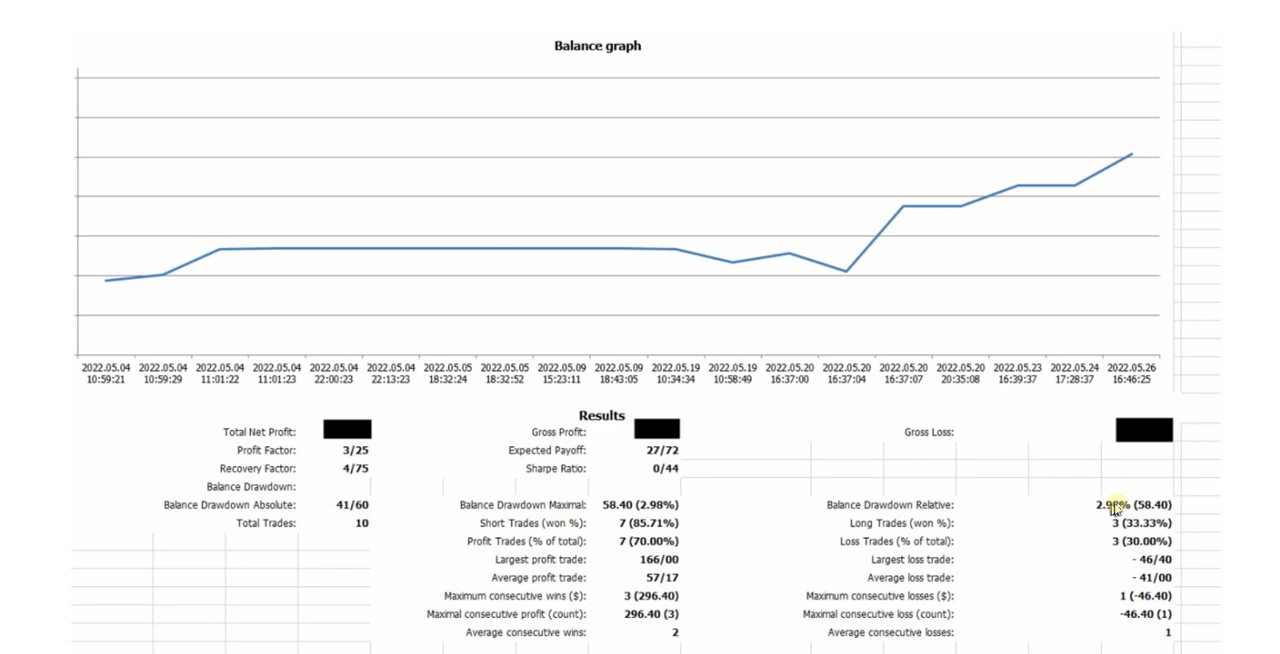 Balance graph
2022.05.04 2022.05.04 2022.05.04 2022.05.04 2022.05.04 2022.05.04 2022.05.05 2022.05.05 2022.05.09 2022.05.09 2022.05.19 2022.05.19 2022.05.20 2022.05.20 2022.05.20 2022.05.20 2022.05.23 2022.05.24 2022.05.26
10:59:21 10:59:29 11:01:22 11:01:23 22:00:23 22:13:23 18:32:24 18:32:52 15:23:11 18:43:05 10:34:34 10:58:49 16:37:00 16:37:04 16:37:07 20:35:08 16:39:37 17:28:37 16:46:25
Results
Total Net Profit: Gross Profit: Gross Loss:
Profit Factor: 3/25 Expected Payoff: 27/72
Recovery Factor: 4/75 Sharpe Ratio: 0/44
Balance Drawdown:
Balance Drawdown Absolute: 41/60 Balance Drawdown Maximal: 58.40 (2.98%) Balance Drawdown Relative: 2.98% (58.40)
Total Trades: 10 Short Trades (won %): 7 (85.71%) Long Trades (won %): 3 (33.33%)
Profit Trades (% of total): 7 (70.00%) Loss Trades (% of total): 3 (30.00%)
Largest profit trade: 166/00 Largest loss trade: - 46/40
Average profit trade: 57/17 Average loss trade: - 41/00
Maximum consecutive wins ($): 3 (296.40) Maximum consecutive losses ($): 1 (-46.40)
Maximal consecutive profit (count): 296.40 (3) Maximal consecutive loss (count): -46.40 (1)
Average consecutive wins: 2 Average consecutive losses: 1